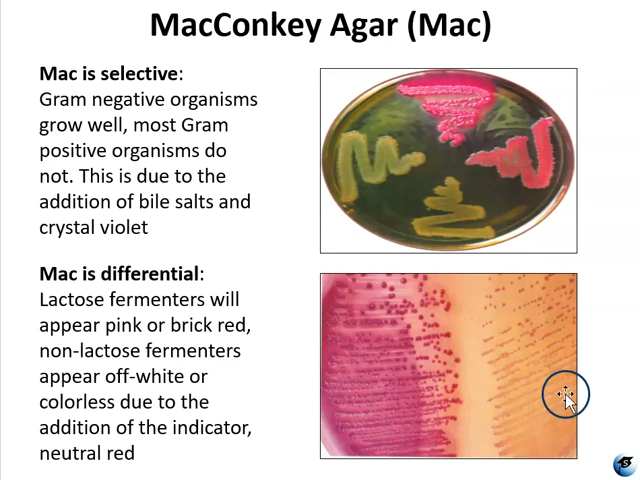 MacConkey Agar (Mac)
Mac is selective:
Gram negative organisms
grow well, most Gram
positive organisms do
not. This is due to the
addition of bile salts and
crystal violet
Mac is differential:
Lactose fermenters will
appear pink or brick red,
non-lactose fermenters
appear off-white or
colorless due to the
addition of the indicator,
neutral red
S